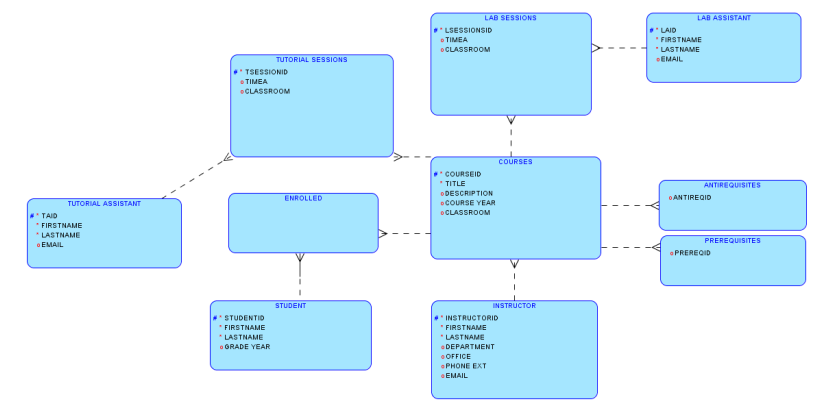 LAB SESSIONS
# * LSESSIONSID
o TIMEA
o CLASSROOM
LAB ASSISTANT
# * LAID
* FIRSTNAME
* LASTNAME
o EMAIL
TUTORIAL SESSIONS
# * TSESSIONID
o TIMEA
o CLASSROOM
COURSES
# * COURSEID
* TITLE
o DESCRIPTION
o COURSE YEAR
o CLASSROOM
ANTIREQUISITES
o ANTIREQID
TUTORIAL ASSISTANT
# * TAID
* FIRSTNAME
* LASTNAME
o EMAIL
ENROLLED
PREREQUISITES
o PREREQID
STUDENT
# * STUDENTID
* FIRSTNAME
* LASTNAME
o GRADE YEAR
INSTRUCTOR
# * INSTRUCTORID
* FIRSTNAME
* LASTNAME
o DEPARTMENT
o OFFICE
o PHONE EXT
o EMAIL